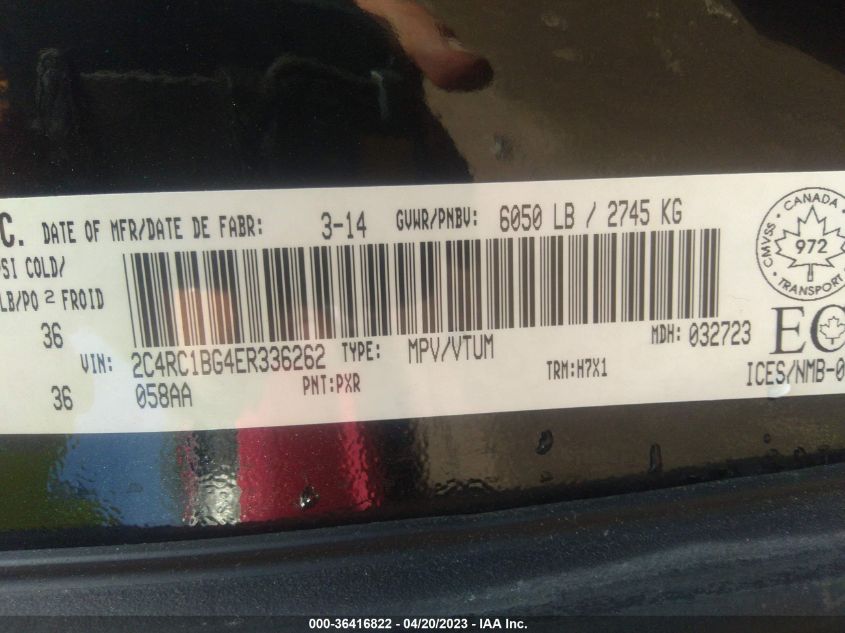 C. DATE OF MFR/DATE DE FABR: 3-14 GVWR/PNBV: 6050 LB / 2745 KG
CANADA
CMVSS
972
TRANSPORT
PSI COLD/
LB/PO 2 FROID
36
VIN: 2C4RC1BG4ER336262 TYPE: MPV/VTUM MDH: 032723
EC
36 058AA PNT:PXR TRM:H7X1 ICES/NMB-0
000-36416822 - 04/20/2023 - IAA Inc.